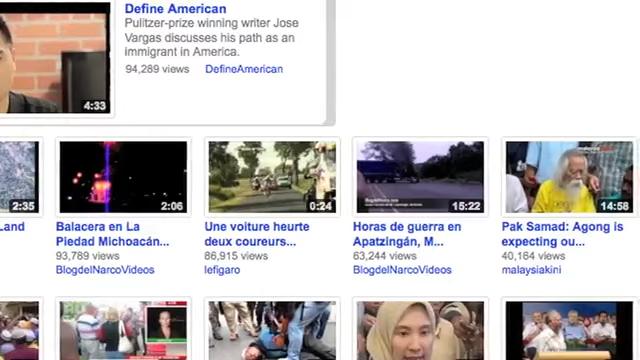 Define American
Pulitzer-prize winning writer Jose
Vargas discusses his path as an
immigrant in America.
94,289 views DefineAmerican
4:33
2:35
2:06
0:24
15:22
14:58
Land
Balacera en La
Piedad Michoacán...
93,789 views
BlogdelNarcoVideos
Une voiture heurte
deux coureurs...
86,915 views
lefigaro
Horas de guerra en
Apatzingán, M...
63,244 views
BlogdelNarcoVideos
Pak Samad: Agong is
expecting ou...
40,164 views
malaysiakini